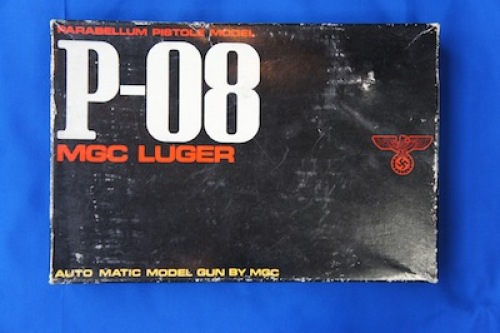 PARABELLUM PISTOLE MODEL
P-08
MGC LUGER
AUTO MATIC MODEL GUN BY MGC